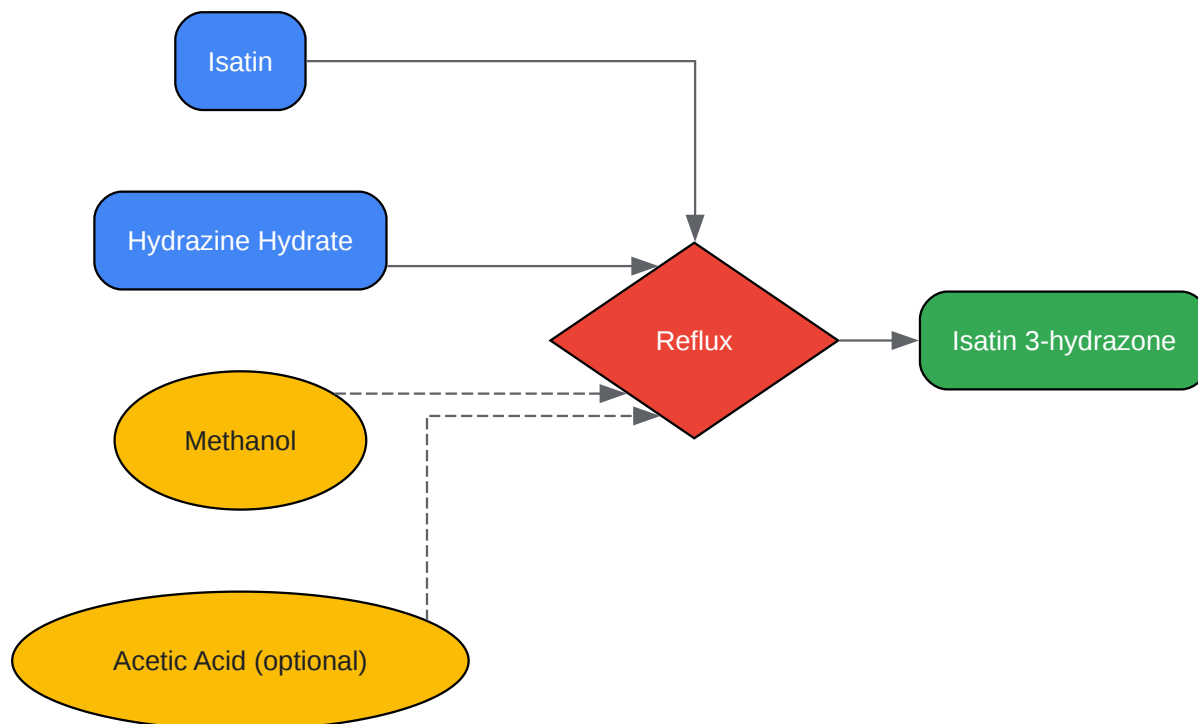 Isatin
Hydrazine Hydrate
Reflux
Isatin 3-hydrazone
Methanol
Acetic Acid (optional)